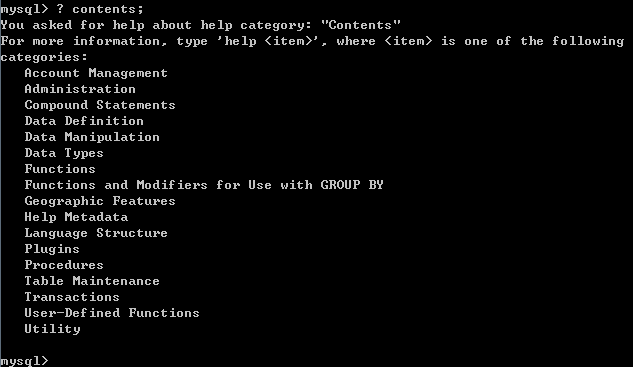 mysql> ? contents;
You asked for help about help category: "Contents"
For more information, type 'help <item>', where <item> is one of the following
categories:
   Account Management
   Administration
   Compound Statements
   Data Definition
   Data Manipulation
   Data Types
   Functions
   Functions and Modifiers for Use with GROUP BY
   Geographic Features
   Help Metadata
   Language Structure
   Plugins
   Procedures
   Table Maintenance
   Transactions
   User-Defined Functions
   Utility

mysql>